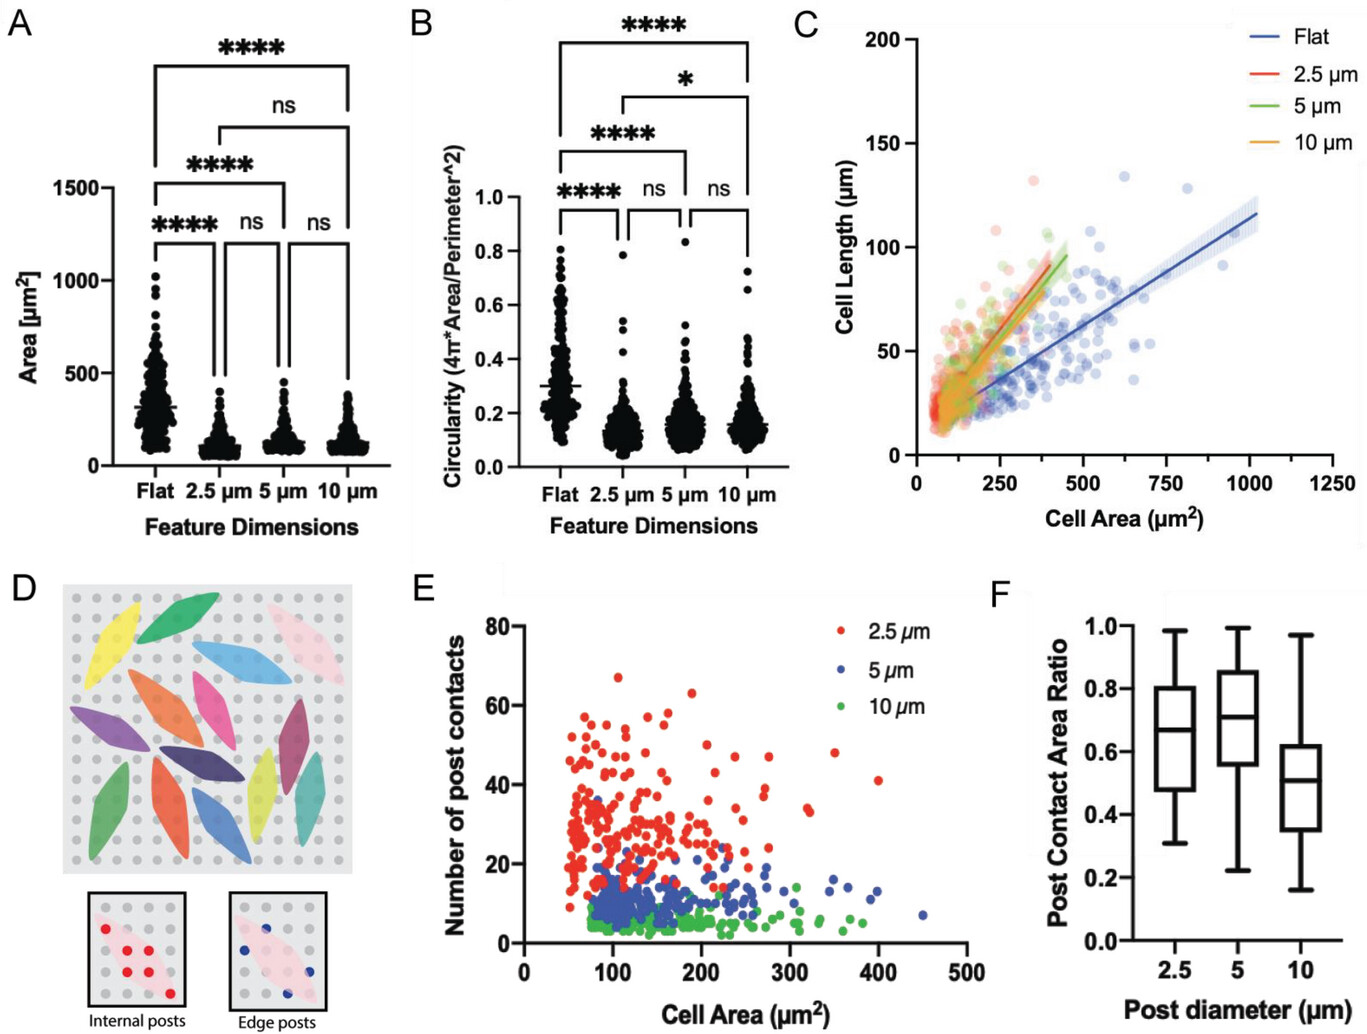 A
****
ns
****
****
ns
ns
1500
1000
500
0
Area [µm²]
Flat
2.5 µm
5 µm
10 µm
Feature Dimensions
B
****
*
****
****
ns
ns
1.0
0.8
0.6
0.4
0.2
0.0
Circularity (4π*Area/Perimeter^2)
Flat
2.5 µm
5 µm
10 µm
Feature Dimensions
C
Flat
2.5 µm
5 µm
10 µm
200
150
100
50
0
Cell Length (µm)
0
250
500
750
1000
1250
Cell Area (µm²)
D
Internal posts
Edge posts
E
2.5 µm
5 µm
10 µm
80
60
40
20
0
Number of post contacts
0
100
200
300
400
500
Cell Area (µm²)
F
1.0
0.8
0.6
0.4
0.2
0.0
Post Contact Area Ratio
2.5
5
10
Post diameter (µm)